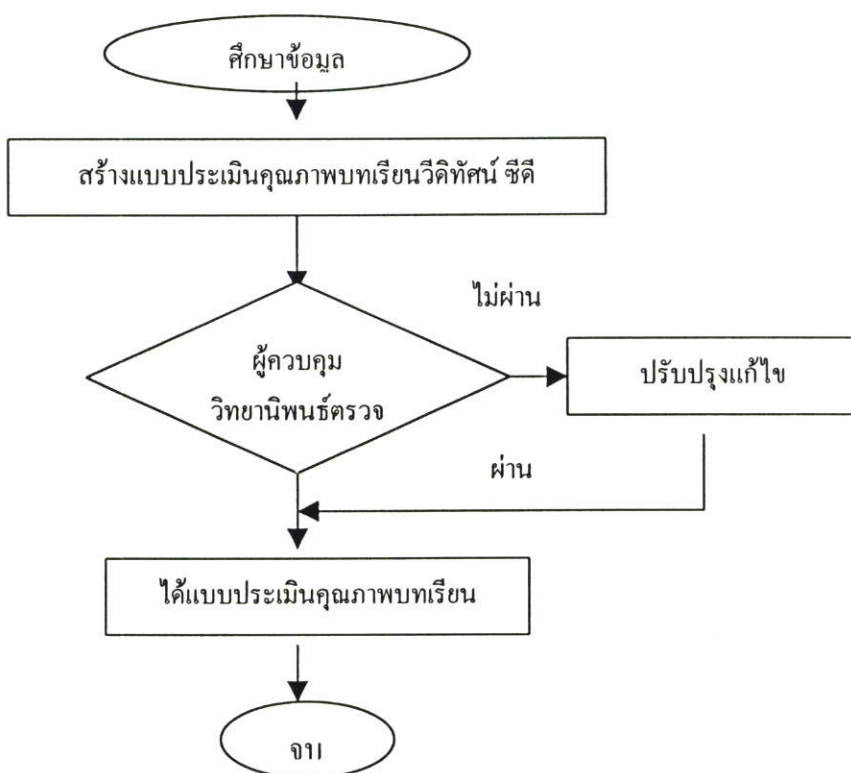 ศึกษาข้อมูล
สร้างแบบประเมินคุณภาพบทเรียนวีดิทัศน์ ซีดี
ไม่ผ่าน
ผู้ควบคุม
วิทยานิพนธ์ตรวจ
ปรับปรุงแก้ไข
ผ่าน
ได้แบบประเมินคุณภาพบทเรียน
จบ